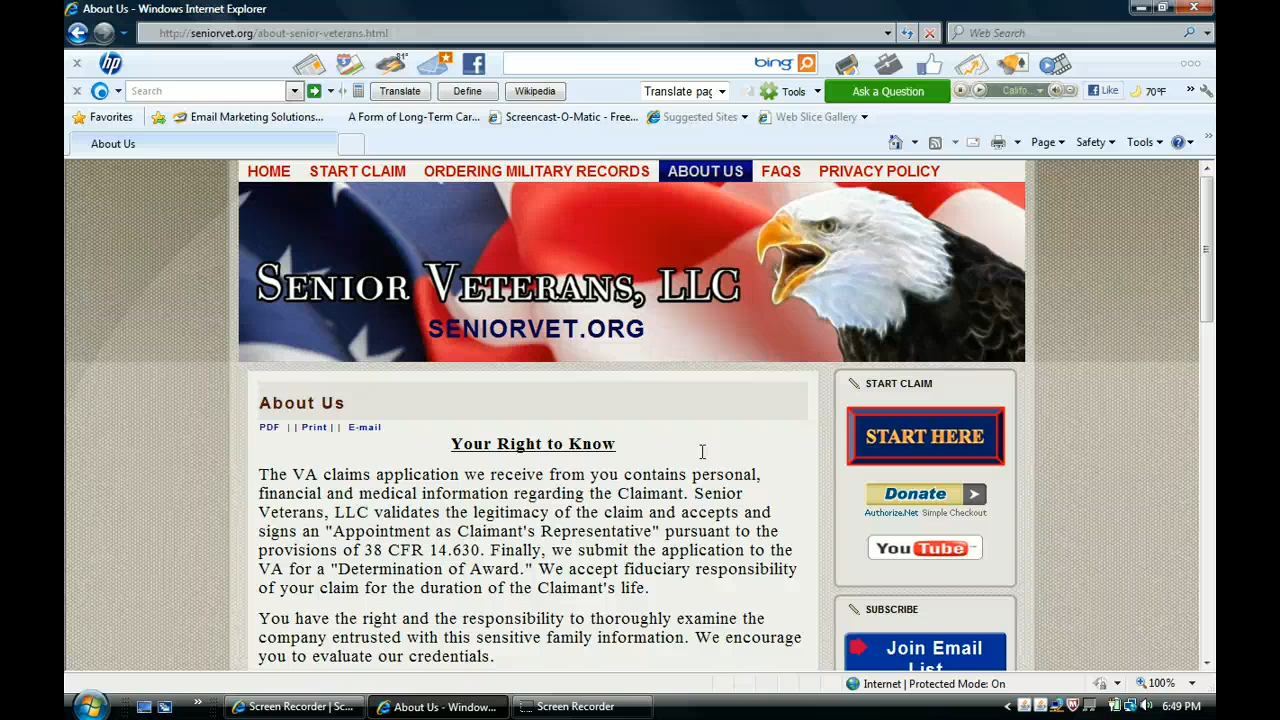 About Us - Windows Internet Explorer
http://seniorvet.org/about-senior-veterans.html
Web Search
hp
81°
bing
Search
Translate
Define
Wikipedia
Translate pag
Tools
Ask a Question
Califo...
Like
70°F
Favorites
Email Marketing Solutions...
A Form of Long-Term Car...
Screencast-O-Matic - Free...
Suggested Sites
Web Slice Gallery
About Us
Page
Safety
Tools
HOME
START CLAIM
ORDERING MILITARY RECORDS
ABOUT US
FAQS
PRIVACY POLICY
SENIOR VETERANS, LLC
SENIORVET.ORG
About Us
PDF | | Print | | E-mail
Your Right to Know
The VA claims application we receive from you contains personal,
financial and medical information regarding the Claimant. Senior
Veterans, LLC validates the legitimacy of the claim and accepts and
signs an "Appointment as Claimant's Representative" pursuant to the
provisions of 38 CFR 14.630. Finally, we submit the application to the
VA for a "Determination of Award." We accept fiduciary responsibility
of your claim for the duration of the Claimant's life.
You have the right and the responsibility to thoroughly examine the
company entrusted with this sensitive family information. We encourage
you to evaluate our credentials.
START CLAIM
START HERE
Donate
Authorize.Net Simple Checkout
YouTube
SUBSCRIBE
Join Email
List
Internet | Protected Mode: On
100%
Screen Recorder | Sc...
About Us - Window...
Screen Recorder
6:49 PM